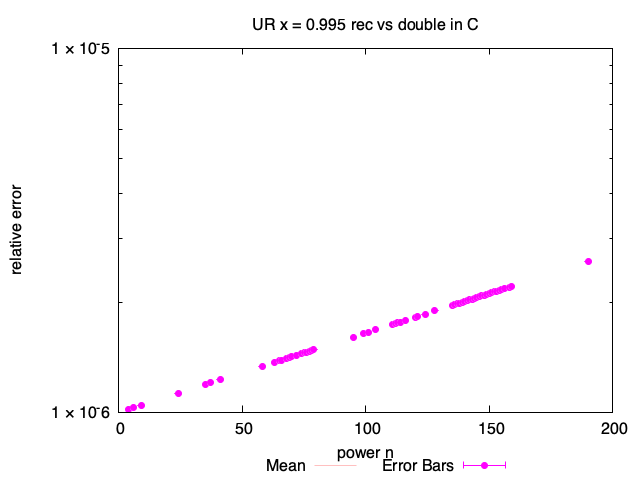 UR x = 0.995 rec vs double in C
1 × 10⁻⁵
relative error
1 × 10⁻⁶
0 50 100 150 200
power n
Mean Error Bars